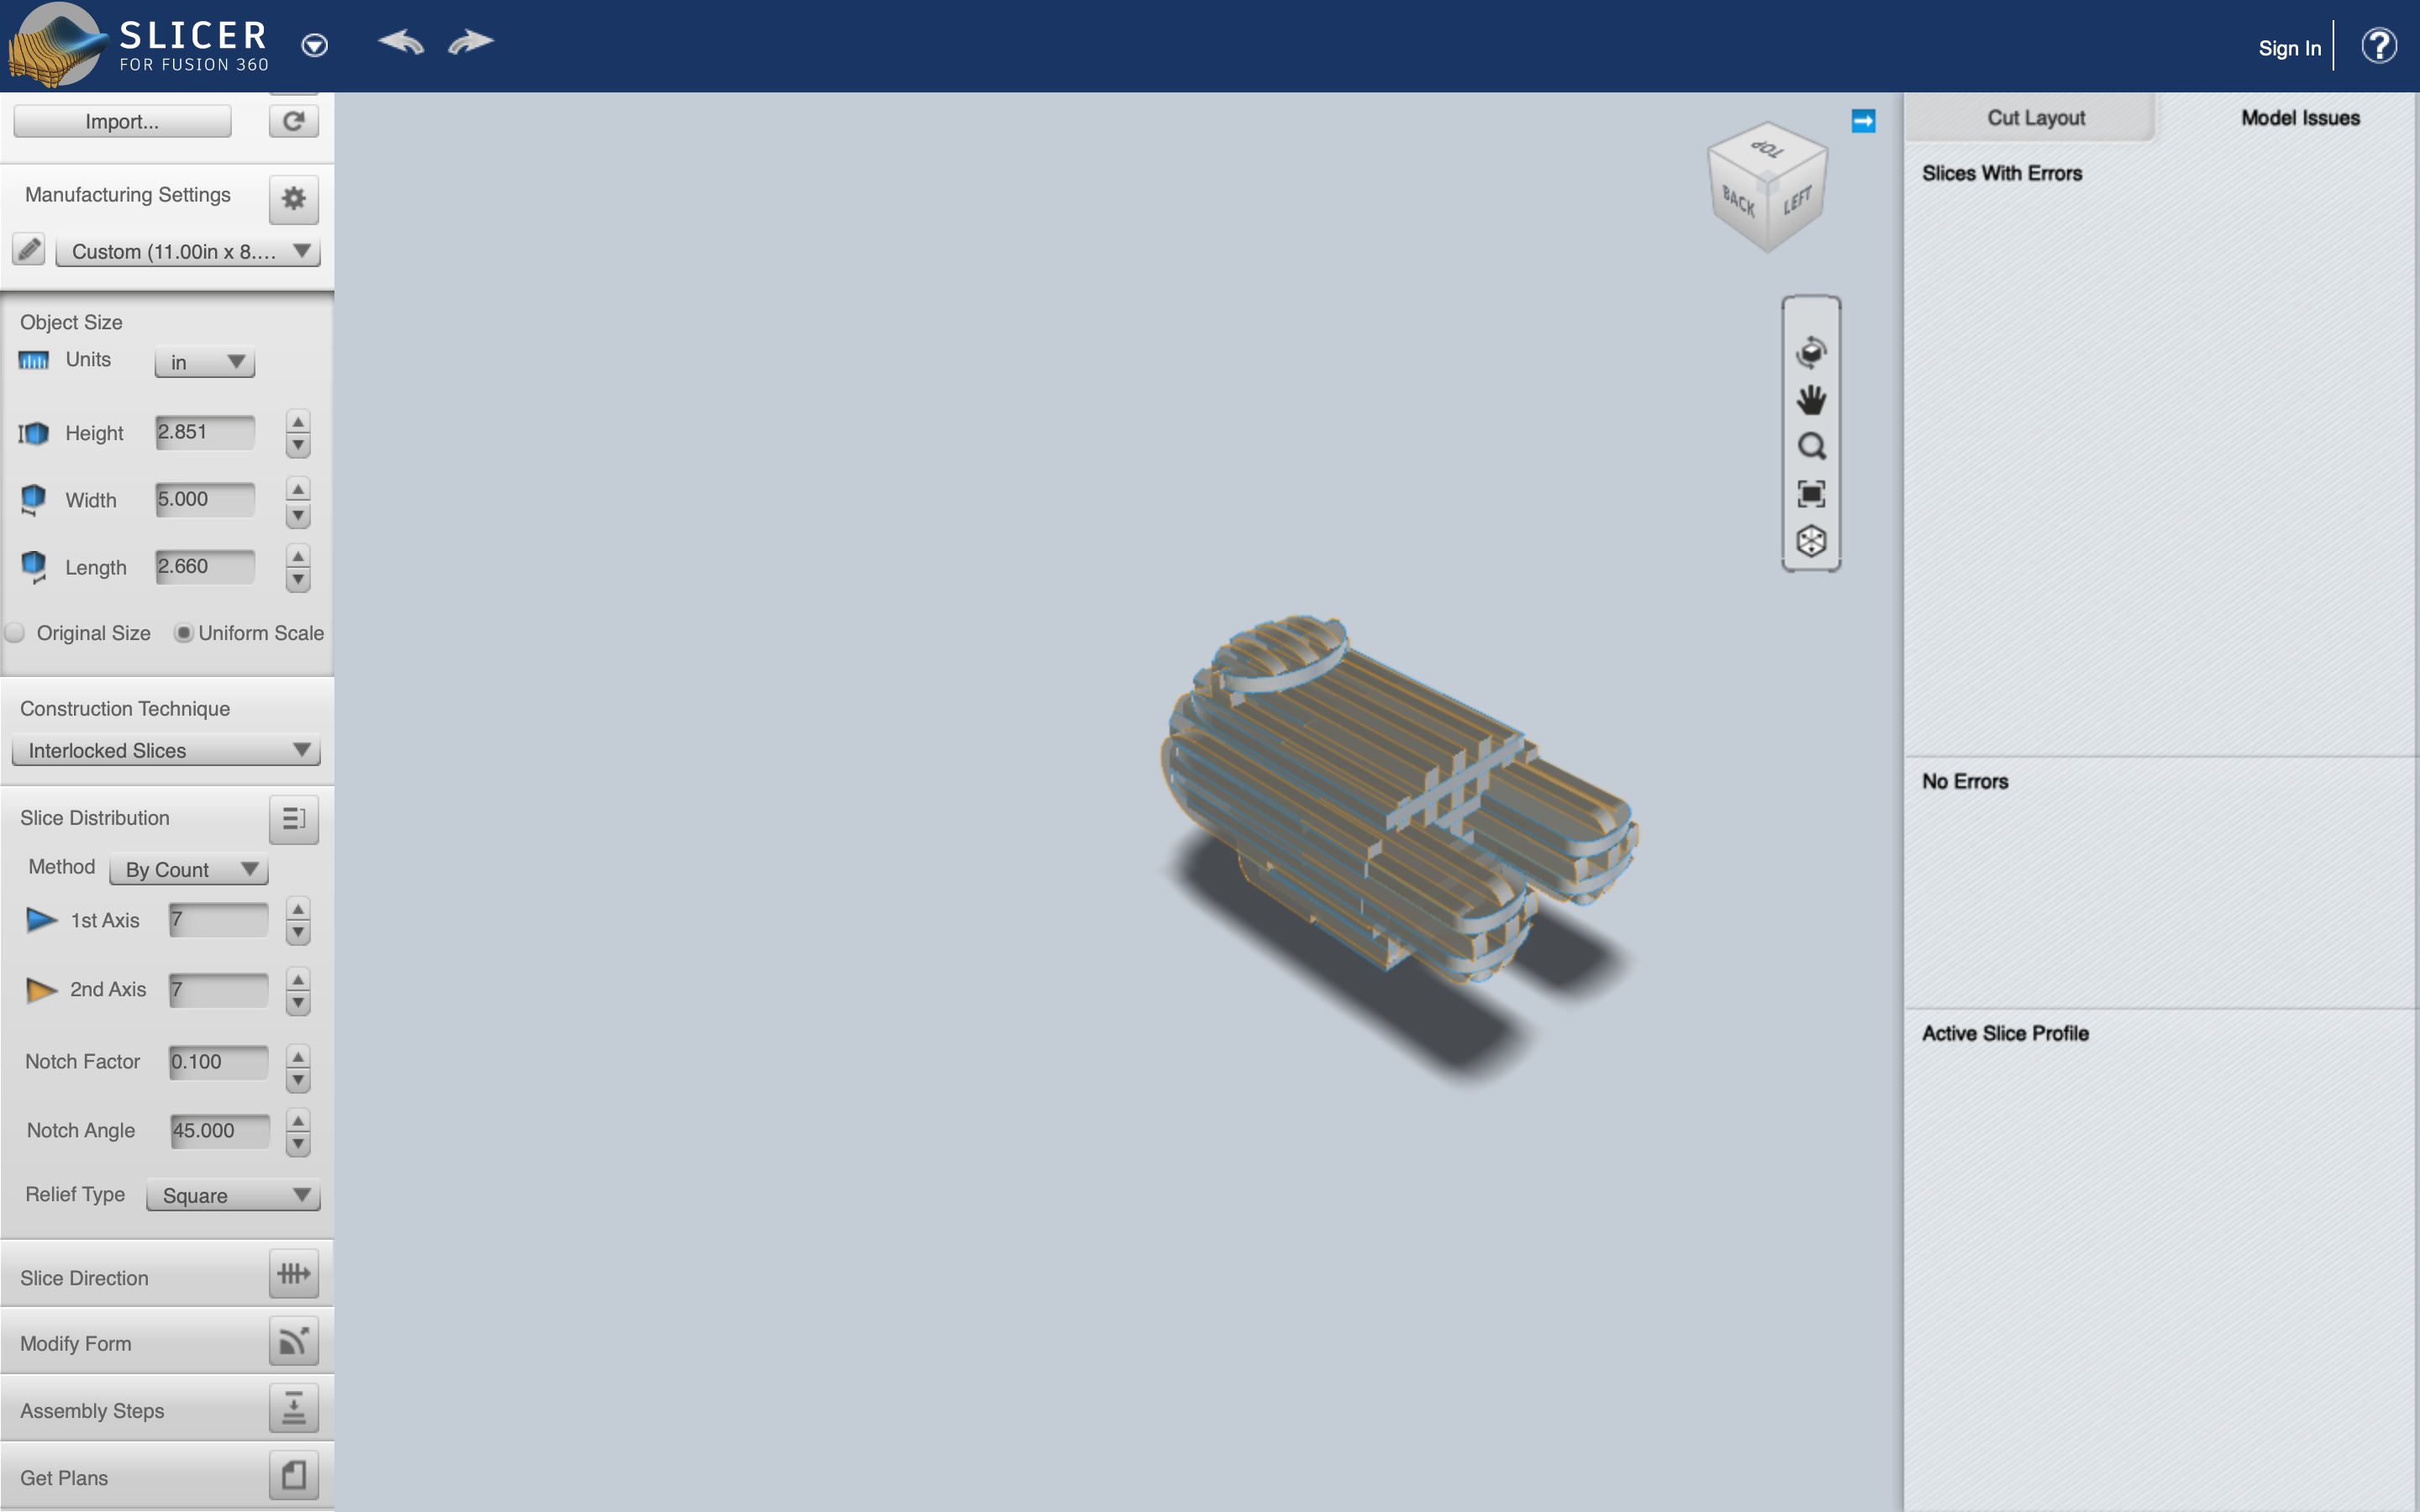 SLICER
FOR FUSION 360
Sign In
?
Import...
Manufacturing Settings
Custom (11.00in x 8....
Object Size
Units in
Height 2.851
Width 5.000
Length 2.660
Original Size Uniform Scale
Construction Technique
Interlocked Slices
Slice Distribution
Method By Count
1st Axis 7
2nd Axis 7
Notch Factor 0.100
Notch Angle 45.000
Relief Type Square
Slice Direction
Modify Form
Assembly Steps
Get Plans
TOP
BACK
LEFT
Cut Layout
Model Issues
Slices With Errors
No Errors
Active Slice Profile